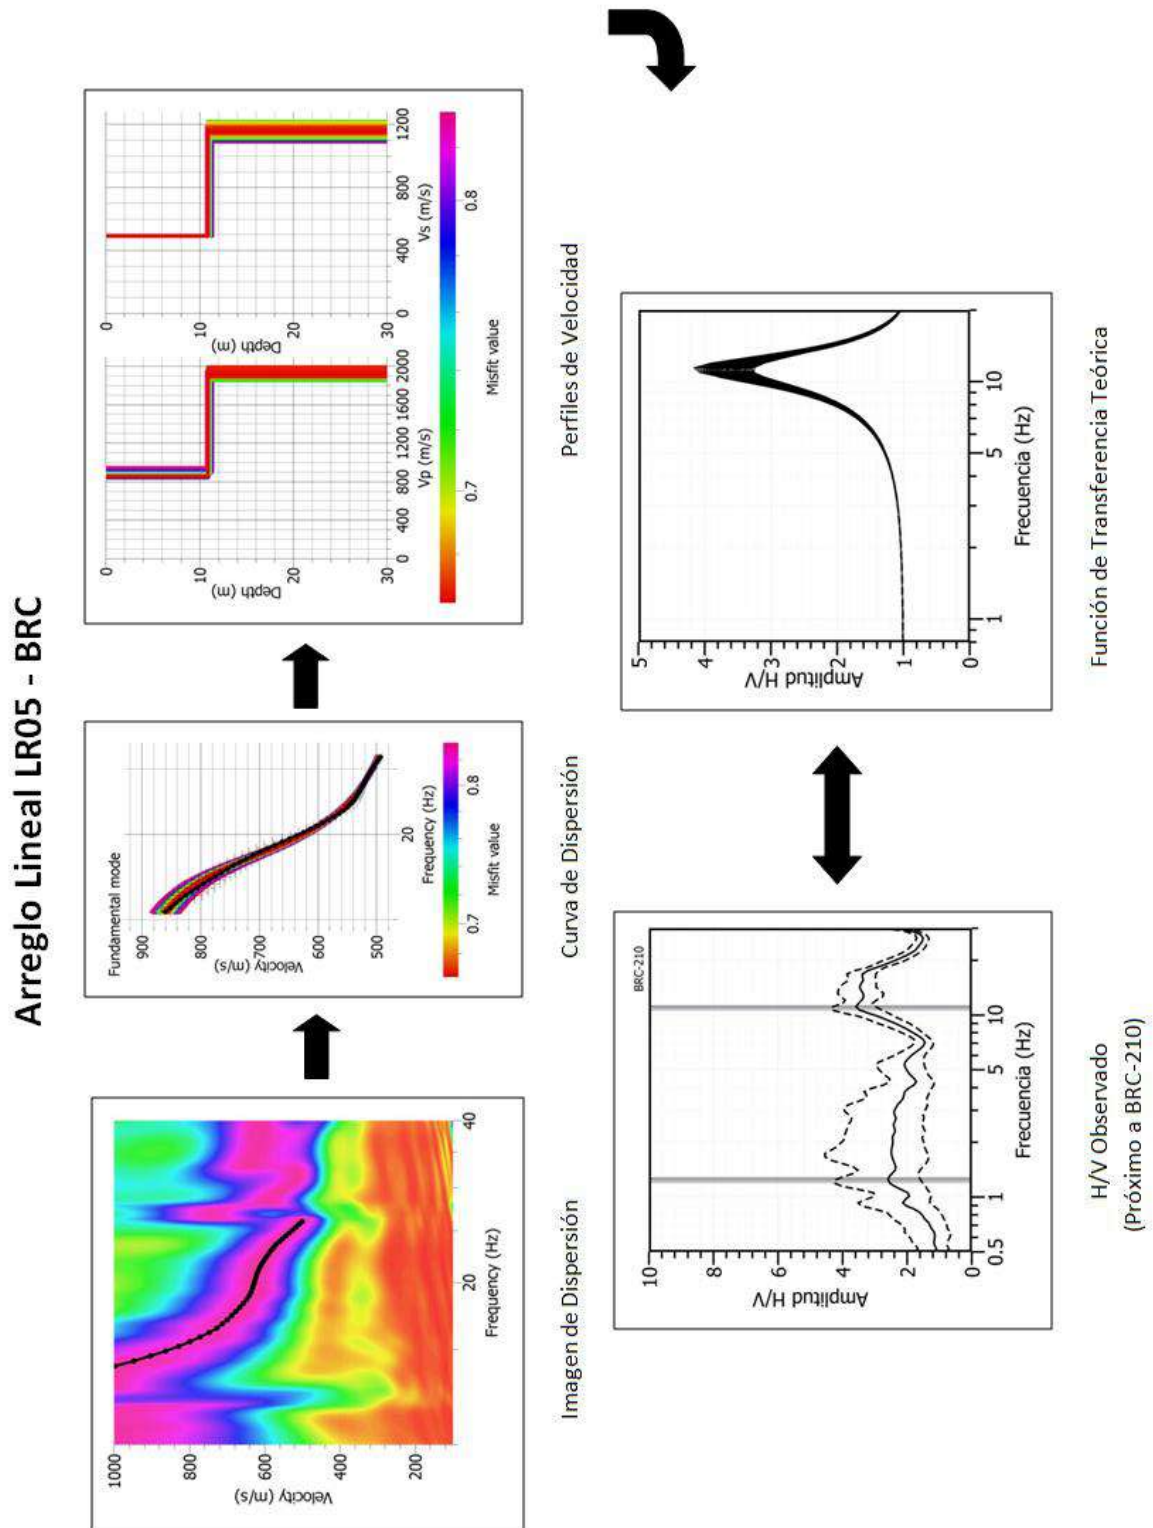 Arreglo Lineal LR05 - BRC
1000
800
600
400
200
Velocity (m/s)
20
40
Frequency (Hz)
Imagen de Dispersión
Fundamental mode
900
800
700
600
500
Velocity (m/s)
20
Frequency (Hz)
0.7
0.8
Misfit value
Curva de Dispersión
0
10
20
30
Depth (m)
0
400
800
1200
1600
2000
Vp (m/s)
0
10
20
30
Depth (m)
0
400
800
1200
Vs (m/s)
0.7
0.8
Misfit value
Perfiles de Velocidad
BRC-210
10
8
6
4
2
0
Amplitud H/V
0.5
1
5
10
Frecuencia (Hz)
H/V Observado
(Próximo a BRC-210)
5
4
3
2
1
0
Amplitud H/V
1
5
10
Frecuencia (Hz)
Función de Transferencia Teórica